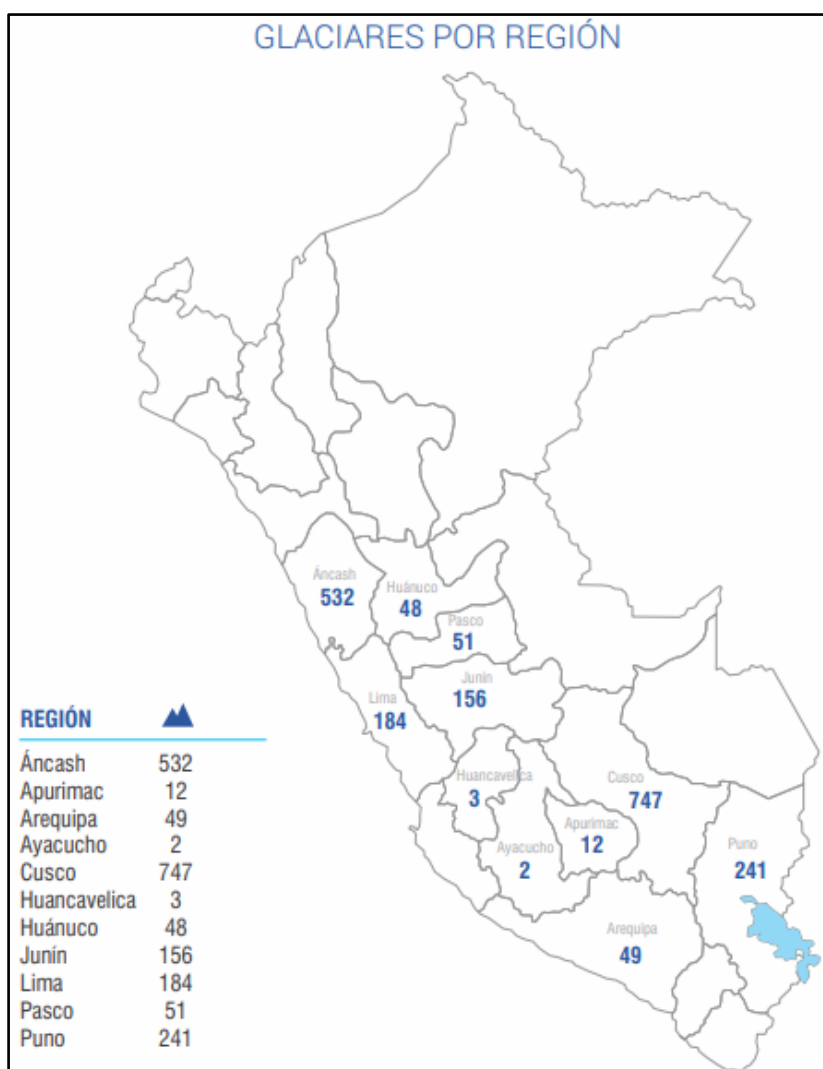 GLACIARES POR REGIÓN
Áncash
532
Huánuco
48
Pasco
51
Junín
156
Lima
184
Huancavelica
3
Cusco
747
Apurimac
12
Ayacucho
2
Puno
241
Arequipa
49
REGIÓN
Áncash 532
Apurimac 12
Arequipa 49
Ayacucho 2
Cusco 747
Huancavelica 3
Huánuco 48
Junín 156
Lima 184
Pasco 51
Puno 241